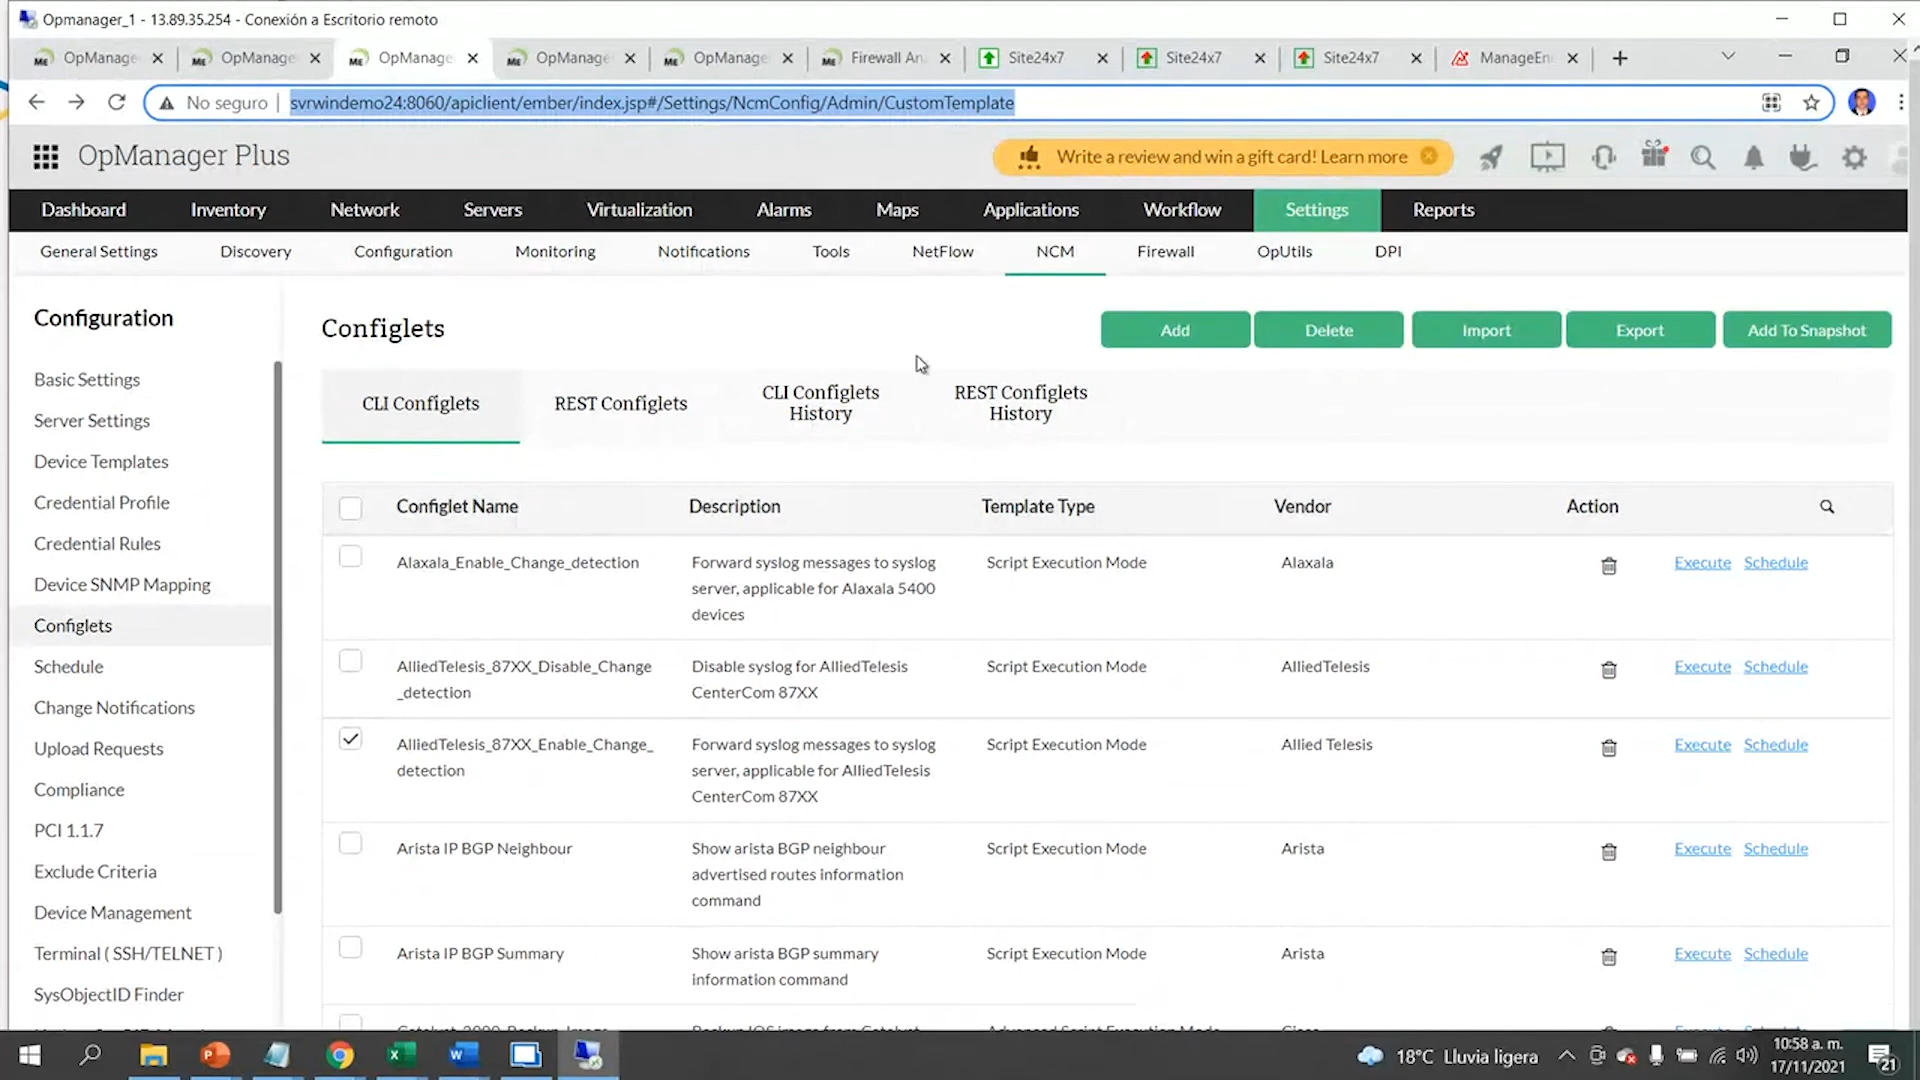 Opmanager_1 - 13.89.35.254 - Conexión a Escritorio remoto
OpManage
OpManage
OpManage
OpManage
OpManage
Firewall An
Site24x7
Site24x7
Site24x7
ManageEn
No seguro
svrwindemo24:8060/apiclient/ember/index.jsp#/Settings/NcmConfig/Admin/CustomTemplate
OpManager Plus
Write a review and win a gift card! Learn more
Dashboard Inventory Network Servers Virtualization Alarms Maps Applications Workflow Settings Reports
General Settings Discovery Configuration Monitoring Notifications Tools NetFlow NCM Firewall OpUtils DPI
Configuration
Basic Settings
Server Settings
Device Templates
Credential Profile
Credential Rules
Device SNMP Mapping
Configlets
Schedule
Change Notifications
Upload Requests
Compliance
PCI 1.1.7
Exclude Criteria
Device Management
Terminal ( SSH/TELNET )
SysObjectID Finder
Configlets
Add Delete Import Export Add To Snapshot
CLI Configlets
REST Configlets
CLI Configlets
History
REST Configlets
History
Configlet Name Description Template Type Vendor Action
Alaxala_Enable_Change_detection
Forward syslog messages to syslog
server, applicable for Alaxala 5400
devices
Script Execution Mode
Alaxala
Execute Schedule
AlliedTelesis_87XX_Disable_Change
_detection
Disable syslog for AlliedTelesis
CenterCom 87XX
Script Execution Mode
AlliedTelesis
Execute Schedule
AlliedTelesis_87XX_Enable_Change_
detection
Forward syslog messages to syslog
server, applicable for AlliedTelesis
CenterCom 87XX
Script Execution Mode
Allied Telesis
Execute Schedule
Arista IP BGP Neighbour
Show arista BGP neighbour
advertised routes information
command
Script Execution Mode
Arista
Execute Schedule
Arista IP BGP Summary
Show arista BGP summary
information command
Script Execution Mode
Arista
Execute Schedule
18°C Lluvia ligera
10:58 a. m.
17/11/2021
21